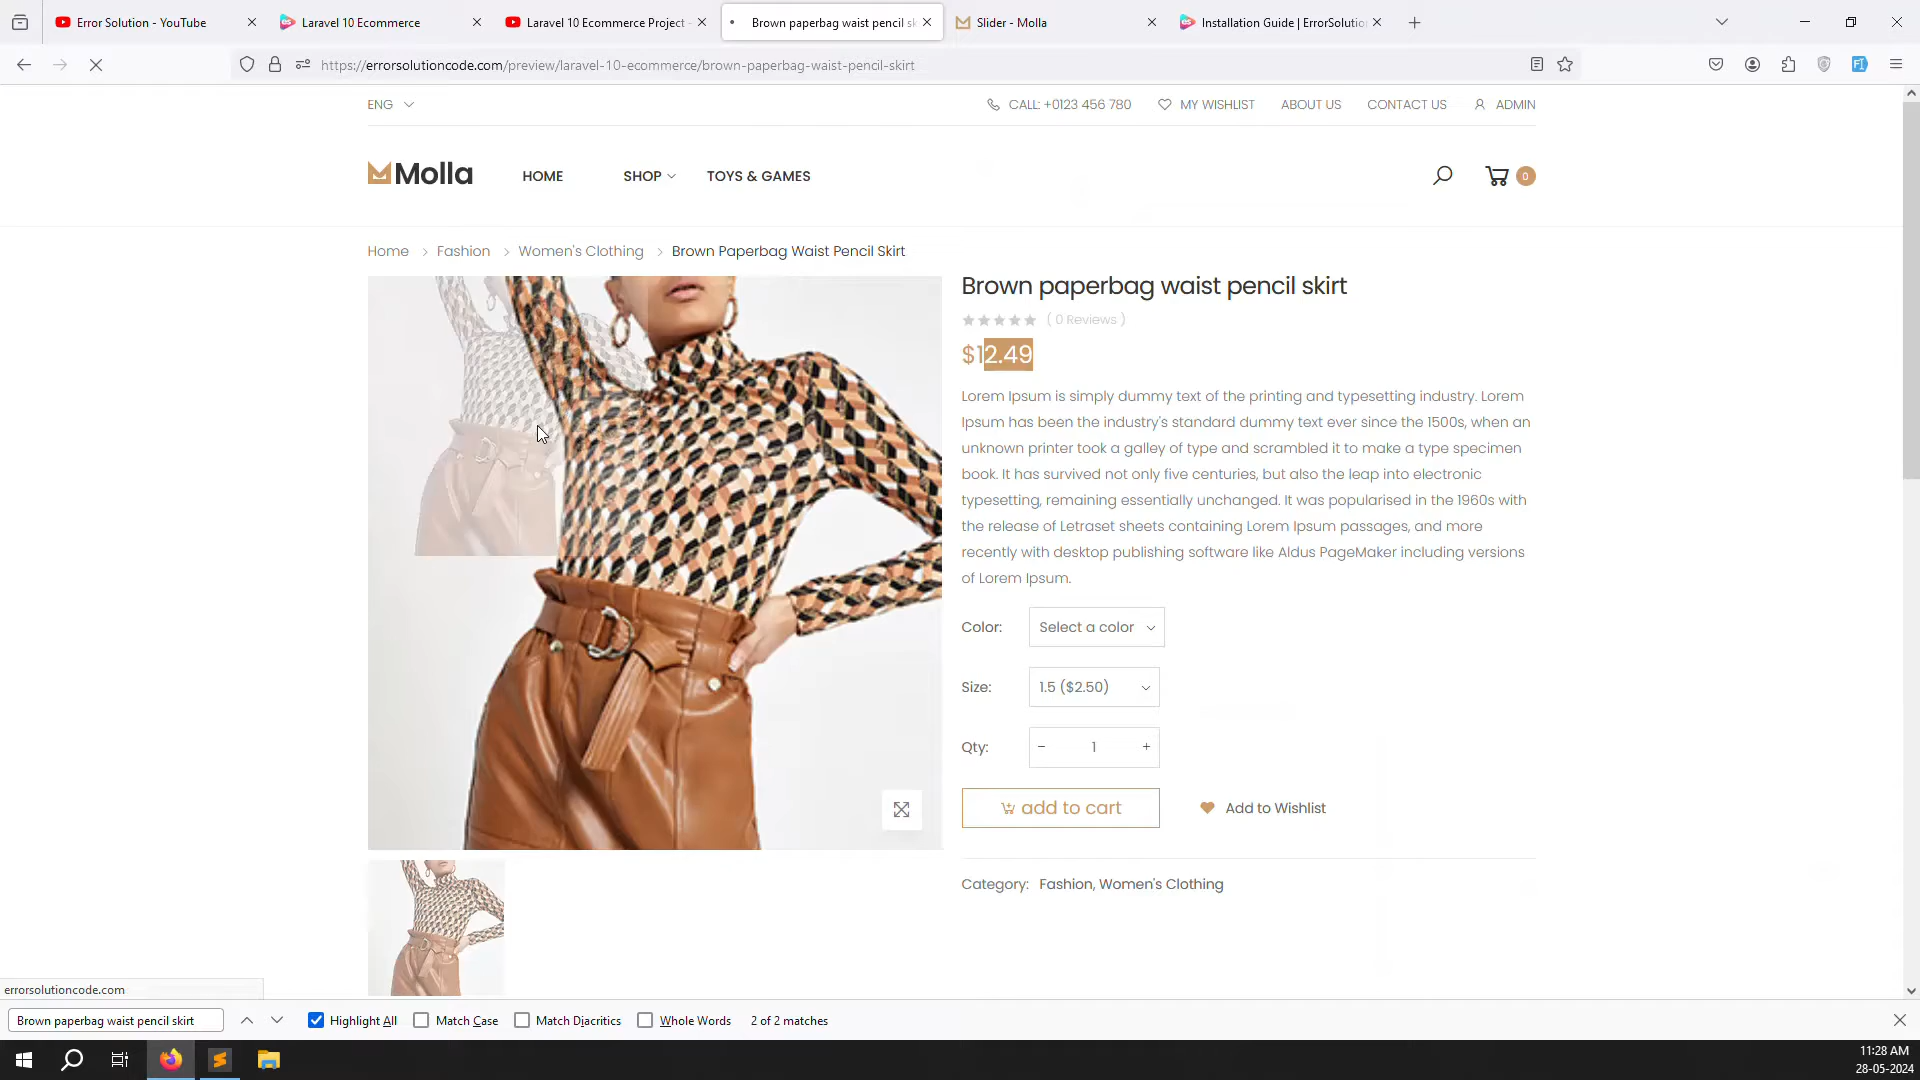 Error Solution - YouTube
Laravel 10 Ecommerce
Laravel 10 Ecommerce Project -
Brown paperbag waist pencil sk
Slider - Molla
Installation Guide | ErrorSolutio
https://errorsolutioncode.com/preview/laravel-10-ecommerce/brown-paperbag-waist-pencil-skirt
ENG
CALL: +0123 456 780
MY WISHLIST
ABOUT US
CONTACT US
ADMIN
Molla
HOME
SHOP
TOYS & GAMES
0
Home > Fashion > Women's Clothing > Brown Paperbag Waist Pencil Skirt
Brown paperbag waist pencil skirt
( 0 Reviews )
$12.49
Lorem Ipsum is simply dummy text of the printing and typesetting industry. Lorem
Ipsum has been the industry's standard dummy text ever since the 1500s, when an
unknown printer took a galley of type and scrambled it to make a type specimen
book. It has survived not only five centuries, but also the leap into electronic
typesetting, remaining essentially unchanged. It was popularised in the 1960s with
the release of Letraset sheets containing Lorem Ipsum passages, and more
recently with desktop publishing software like Aldus PageMaker including versions
of Lorem Ipsum.
Color: Select a color
Size: 1.5 ($2.50)
Qty: - 1 +
add to cart
Add to Wishlist
Category: Fashion, Women's Clothing
errorsolutioncode.com
Brown paperbag waist pencil skirt
Highlight All
Match Case
Match Diacritics
Whole Words
2 of 2 matches
11:28 AM
28-05-2024